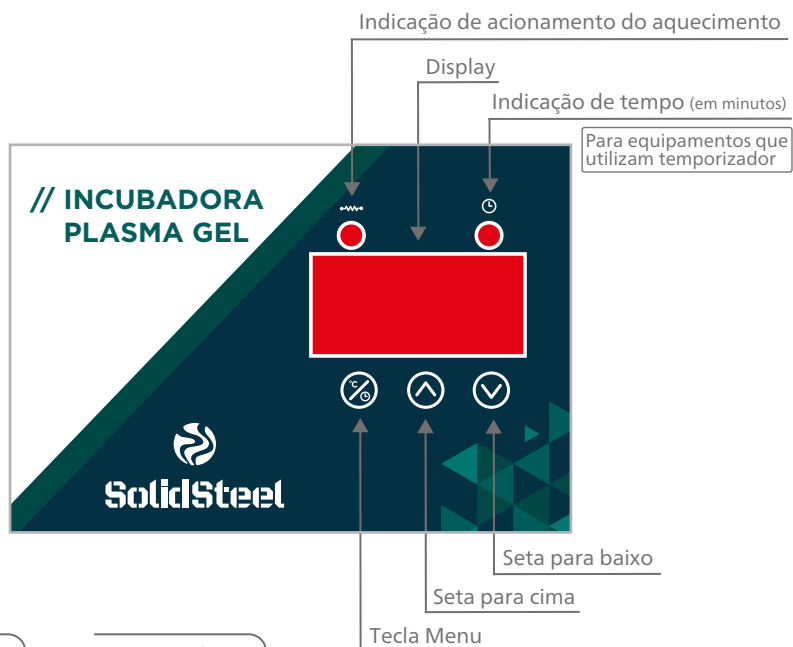 Indicação de acionamento do aquecimento
Display
Indicação de tempo (em minutos)
Para equipamentos que
utilizam temporizador
// INCUBADORA
PLASMA GEL
°C
SolidSteel
Seta para baixo
Seta para cima
Tecla Menu